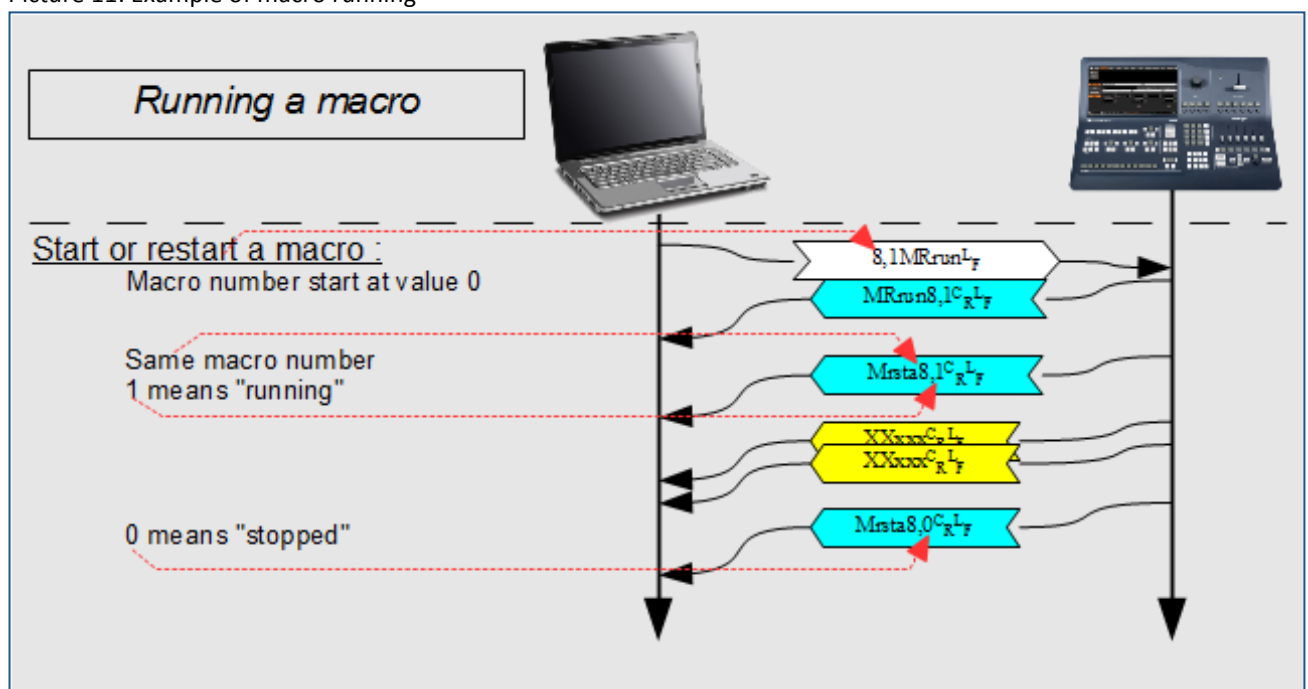 Picture 11: Example of macro running
Running a macro
Start or restart a macro :
Macro number start at value 0
8,1MRrunLF
MRrun8,1CRLF
Same macro number
1 means "running"
Mrsta8,1CRLF
XXxxxCRLF
XXxxxCRLF
0 means "stopped"
Mrsta8,0CRLF